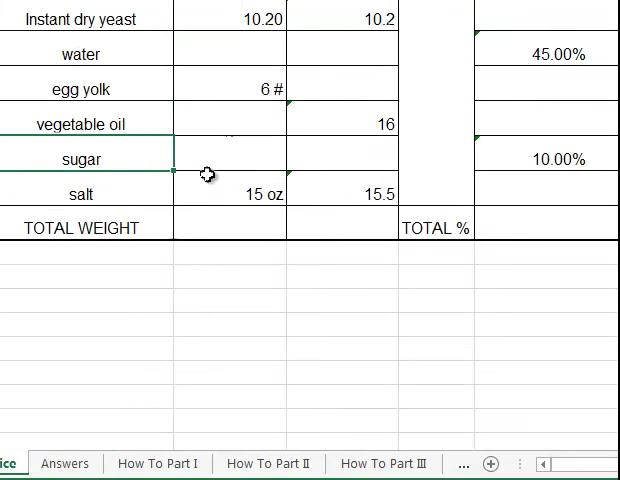 Instant dry yeast 10.20 10.2
water 45.00%
egg yolk 6 #
vegetable oil 16
sugar 10.00%
salt 15 oz 15.5
TOTAL WEIGHT TOTAL %
ice Answers How To Part I How To Part II How To Part III ...